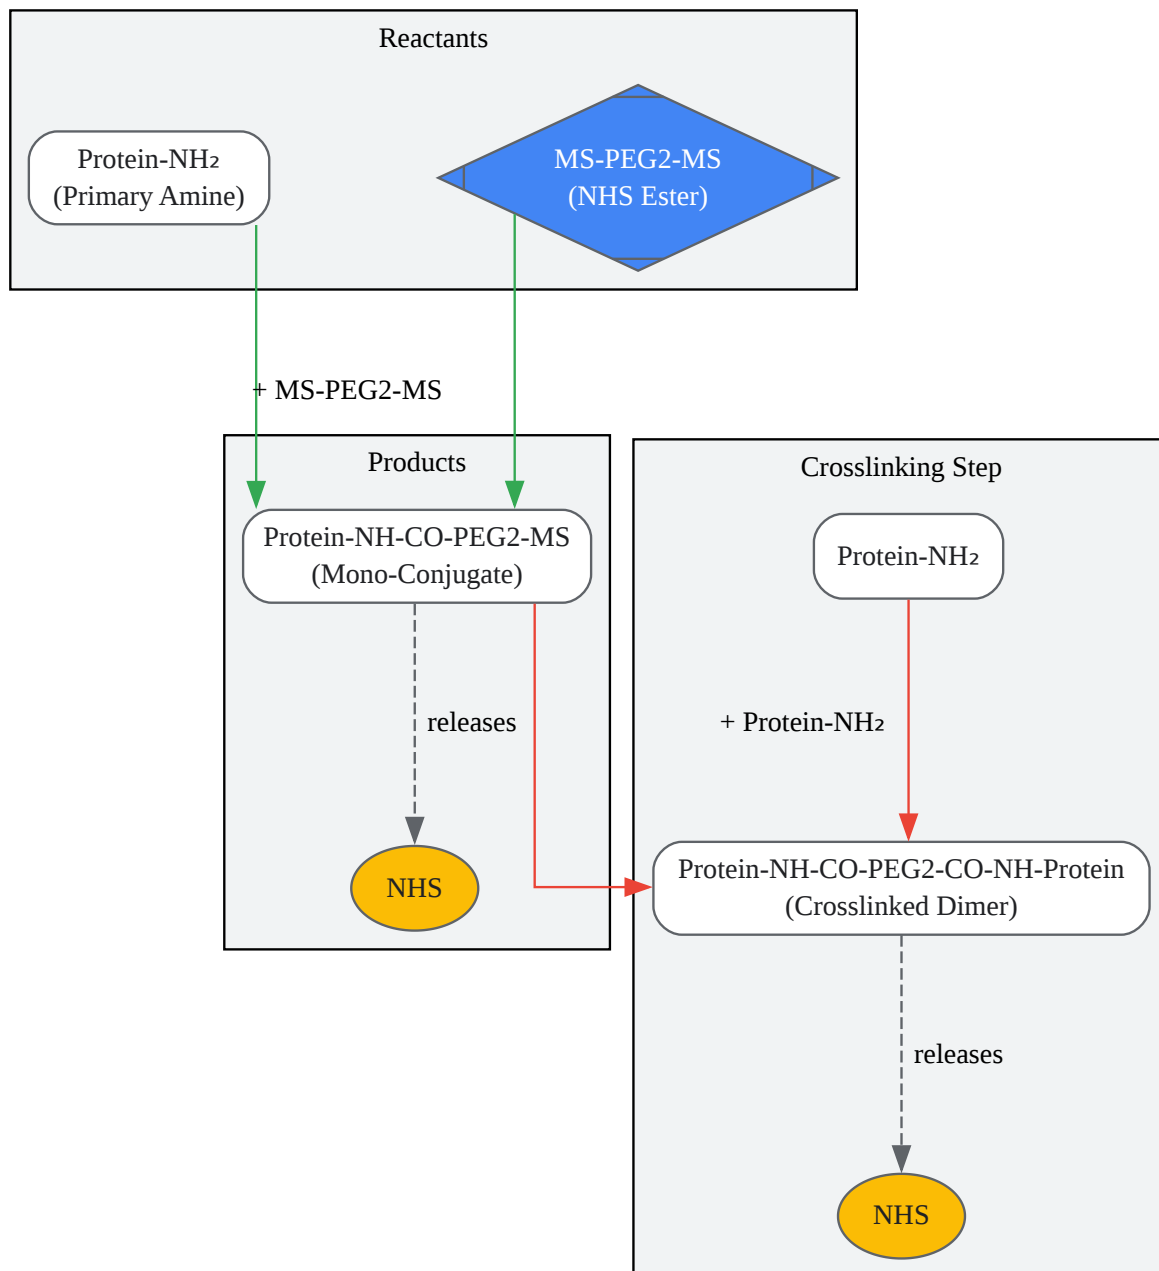 Reactants
Protein-NH₂
(Primary Amine)
MS-PEG2-MS
(NHS Ester)
+ MS-PEG2-MS
Products
Protein-NH-CO-PEG2-MS
(Mono-Conjugate)
releases
NHS
Crosslinking Step
Protein-NH₂
+ Protein-NH₂
Protein-NH-CO-PEG2-CO-NH-Protein
(Crosslinked Dimer)
releases
NHS